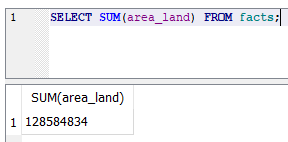 1 SELECT SUM(area_land) FROM facts;
SUM(area_land)
1 128584834